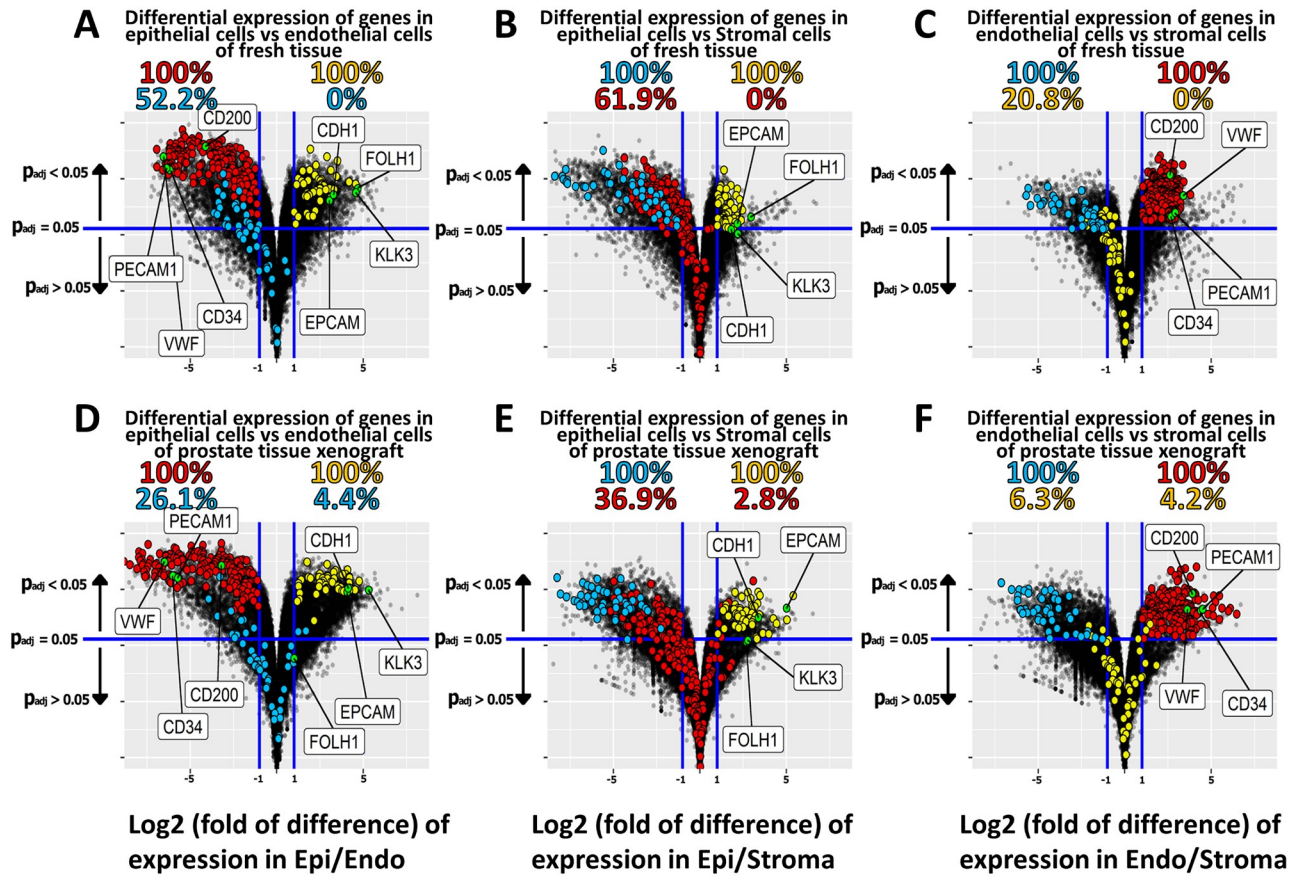 A
Differential expression of genes in
epithelial cells vs endothelial cells
of fresh tissue
100%
100%
52.2%
0%
CD200
CDH1
FOLH1
Padj < 0.05
Padj = 0.05
Padj > 0.05
PECAM1
CD34
VWF
EPCAM
KLK3
-5
-1
1
5
B
Differential expression of genes in
epithelial cells vs Stromal cells
of fresh tissue
100%
100%
61.9%
0%
EPCAM
FOLH1
Padj < 0.05
Padj = 0.05
Padj > 0.05
KLK3
CDH1
-5
-1
1
5
C
Differential expression of genes in
endothelial cells vs stromal cells
of fresh tissue
100%
100%
20.8%
0%
CD200
VWF
Padj < 0.05
Padj = 0.05
Padj > 0.05
PECAM1
CD34
-5
-1
1
5
D
Differential expression of genes in
epithelial cells vs endothelial cells
of prostate tissue xenograft
100%
100%
26.1%
4.4%
PECAM1
CDH1
Padj < 0.05
Padj = 0.05
Padj > 0.05
VWF
CD200
CD34
KLK3
EPCAM
FOLH1
-5
-1
1
5
Log2 (fold of difference) of
expression in Epi/Endo
E
Differential expression of genes in
epithelial cells vs Stromal cells
of prostate tissue xenograft
100%
100%
36.9%
2.8%
CDH1
EPCAM
Padj < 0.05
Padj = 0.05
Padj > 0.05
KLK3
FOLH1
-5
-1
1
5
Log2 (fold of difference) of
expression in Epi/Stroma
F
Differential expression of genes in
endothelial cells vs stromal cells
of prostate tissue xenograft
100%
100%
6.3%
4.2%
CD200
PECAM1
Padj < 0.05
Padj = 0.05
Padj > 0.05
VWF
CD34
-5
-1
1
5
Log2 (fold of difference) of
expression in Endo/Stroma